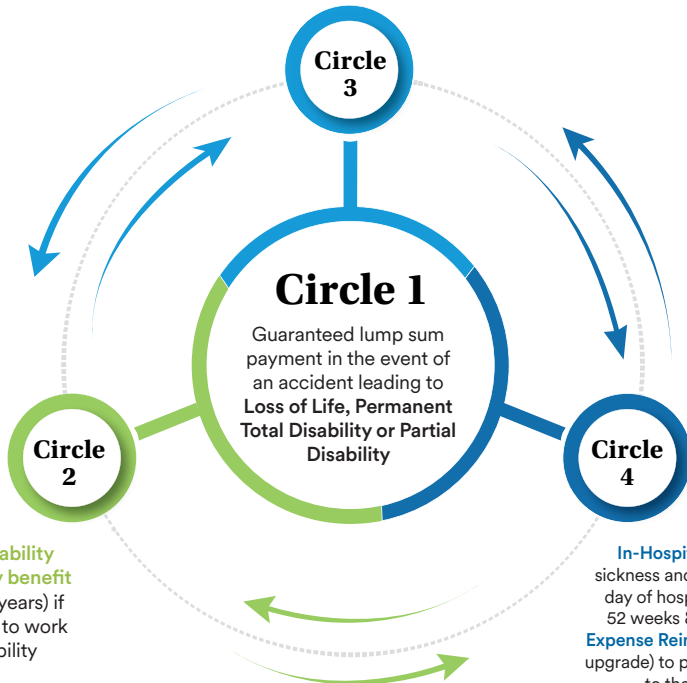 Circle
3
Circle 1
Guaranteed lump sum
payment in the event of
an accident leading to
Loss of Life, Permanent
Total Disability or Partial
Disability
Circle
2
Circle
4
benefit
years) if
to work
In-Hospi
sickness and
day of hosp
52 weeks &
Expense Rei
upgrade) to p
to the